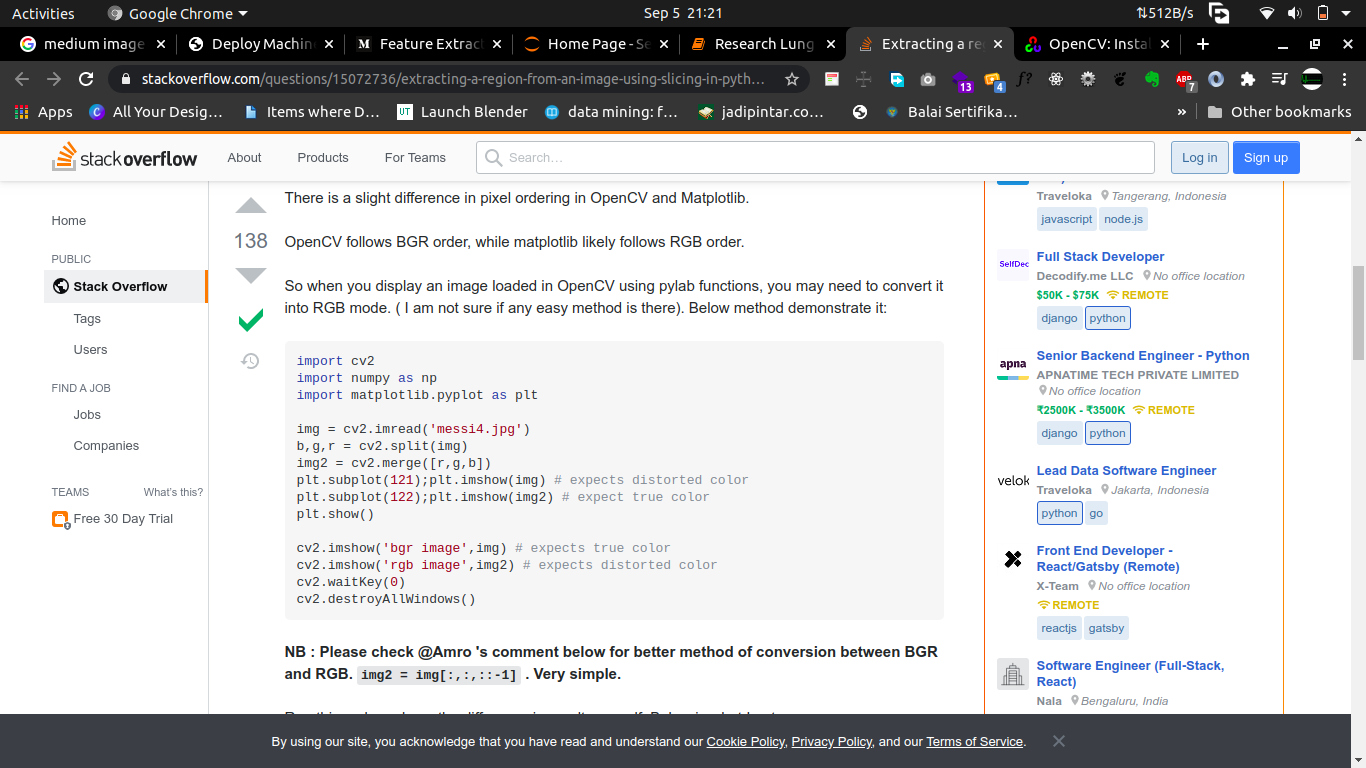 Activities
Google Chrome
Sep 5 21:21
512B/s
medium image
Deploy Machin
Feature Extract
Home Page - Se
Research Lung
Extracting a re
OpenCV: Instal
stackoverflow.com/questions/15072736/extracting-a-region-from-an-image-using-slicing-in-pyth...
13
4
f?
ABP
7
Apps
All Your Desig...
Items where D...
UT Launch Blender
data mining: f...
jadipintar.co...
Balai Sertifika...
»
Other bookmarks
stackoverflow
About
Products
For Teams
Search...
Log in
Sign up
Home
PUBLIC
Stack Overflow
Tags
Users
FIND A JOB
Jobs
Companies
TEAMS
What's this?
Free 30 Day Trial
138
There is a slight difference in pixel ordering in OpenCV and Matplotlib.
OpenCV follows BGR order, while matplotlib likely follows RGB order.
So when you display an image loaded in OpenCV using pylab functions, you may need to convert it
into RGB mode. ( I am not sure if any easy method is there). Below method demonstrate it:
import cv2
import numpy as np
import matplotlib.pyplot as plt
img = cv2.imread('messi4.jpg')
b,g,r = cv2.split(img)
img2 = cv2.merge([r,g,b])
plt.subplot(121);plt.imshow(img) # expects distorted color
plt.subplot(122);plt.imshow(img2) # expect true color
plt.show()
cv2.imshow('bgr image',img) # expects true color
cv2.imshow('rgb image',img2) # expects distorted color
cv2.waitKey(0)
cv2.destroyAllWindows()
NB : Please check @Amro 's comment below for better method of conversion between BGR
and RGB. img2 = img[:,:,::-1] . Very simple.
Traveloka Tangerang, Indonesia
javascript node.js
SelfDec
Full Stack Developer
Decodify.me LLC No office location
$50K - $75K REMOTE
django python
apna
Senior Backend Engineer - Python
APNATIME TECH PRIVATE LIMITED
No office location
₹2500K - ₹3500K REMOTE
django python
velok
Lead Data Software Engineer
Traveloka Jakarta, Indonesia
python go
Front End Developer -
React/Gatsby (Remote)
X-Team No office location
REMOTE
reactjs gatsby
Software Engineer (Full-Stack,
React)
Nala Bengaluru, India
By using our site, you acknowledge that you have read and understand our Cookie Policy, Privacy Policy, and our Terms of Service.